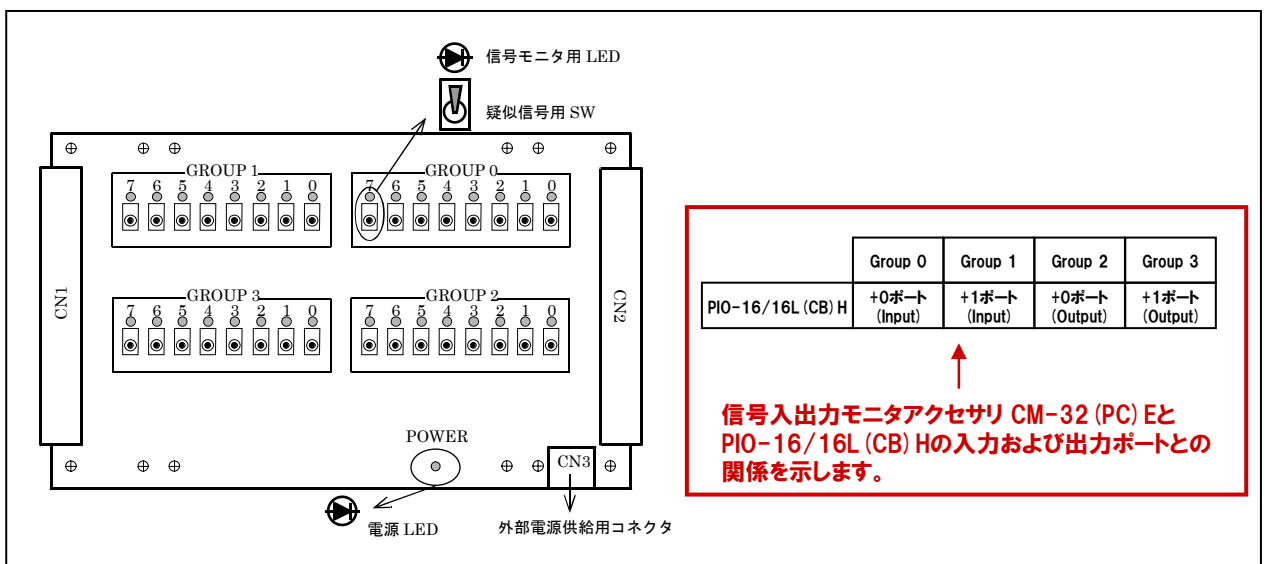 信号モニタ用 LED
疑似信号用 SW
GROUP 1
7 6 5 4 3 2 1 0
GROUP 0
7 6 5 4 3 2 1 0
CN1
CN2
GROUP 3
7 6 5 4 3 2 1 0
GROUP 2
7 6 5 4 3 2 1 0
POWER
CN3
電源 LED
外部電源供給用コネクタ
Group 0 Group 1 Group 2 Group 3
PIO-16/16L(CB)H +0ポート (Input) +1ポート (Input) +0ポート (Output) +1ポート (Output)
信号入出力モニタアクセサリ CM-32(PC)Eと
PIO-16/16L(CB)Hの入力および出力ポートとの
関係を示します。